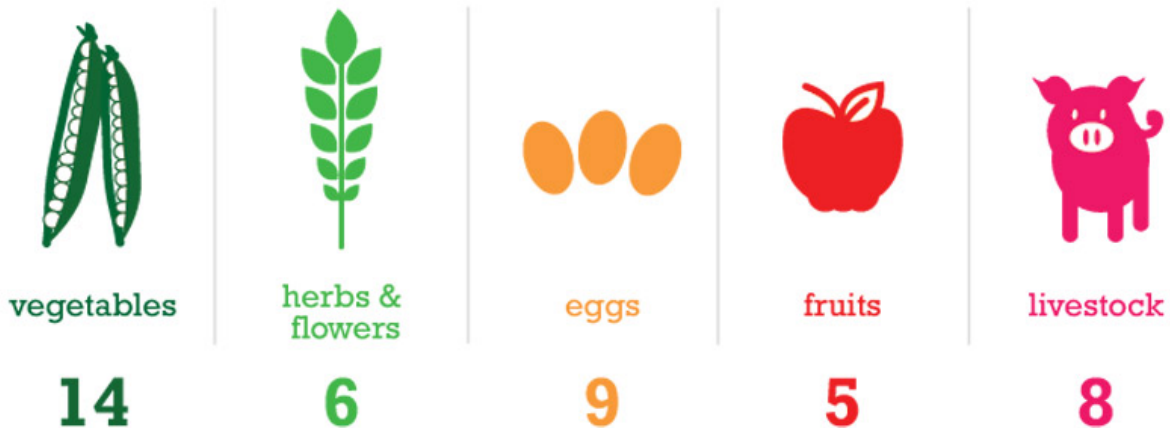 vegetables
herbs &
flowers
eggs
fruits
livestock
14
6
9
5
8